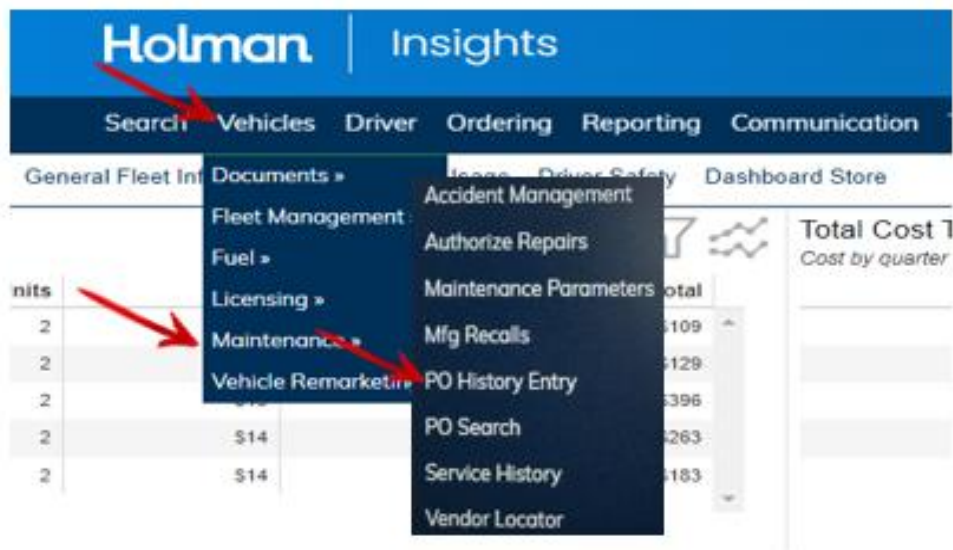 Holman | Insights
Search Vehicles Driver Ordering Reporting Communication
General Fleet Inf Usage Driver Safety Dashboard Store
Documents »
Fleet Management
Fuel »
Licensing »
Maintenance »
Vehicle Remarketin
Accident Management
Authorize Repairs
Maintenance Parameters
Mfg Recalls
PO History Entry
PO Search
Service History
Vendor Locator
Total Cost T
Cost by quarter
nits otal
2 $109
2 $129
2 $396
2 $14 $263
2 $14 $183